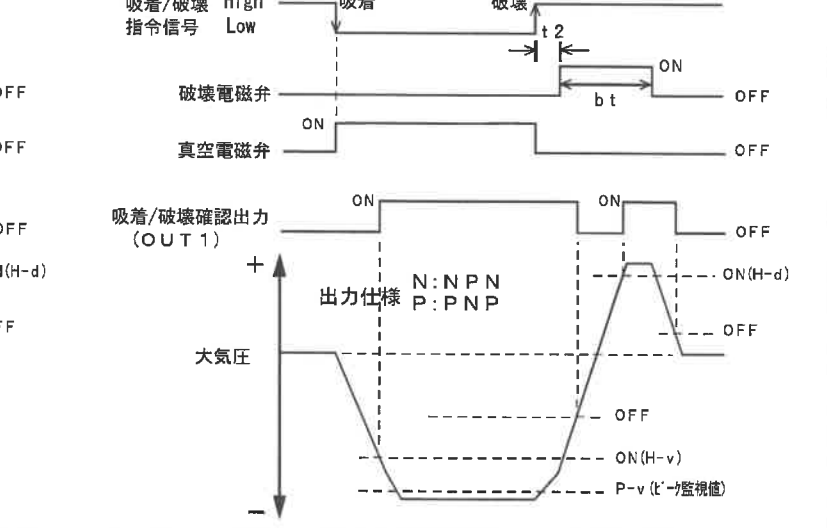 吸着/破壊 High 吸着 破壊
指令信号 Low
t2
ON
OFF 破壊電磁弁 OFF
bt
ON
OFF 真空電磁弁 OFF
ON ON
吸着/破壊確認出力
OFF (OUT1) OFF
(H-d) + ON(H-d)
出力仕様 N:NPN
P:PNP
OFF
大気圧
OFF
ON(H-v)
P-v(ピーク監視値)
−